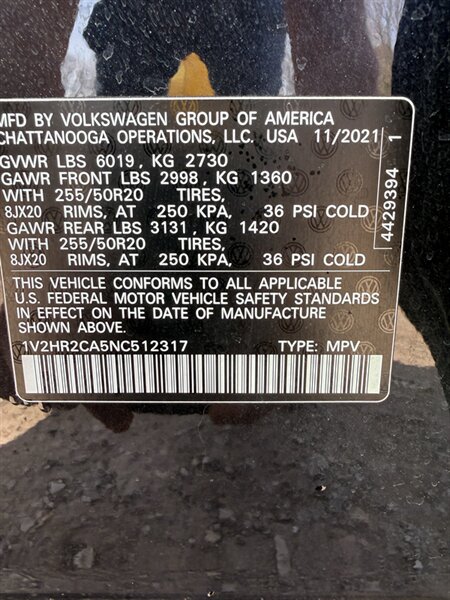 MFD BY VOLKSWAGEN GROUP OF AMERICA
CHATTANOOGA OPERATIONS, LLC. USA 11/2021
GVWR LBS 6019, KG 2730
GAWR FRONT LBS 2998, KG 1360
WITH 255/50R20 TIRES,
8JX20 RIMS, AT 250 KPA, 36 PSI COLD
GAWR REAR LBS 3131, KG 1420
WITH 255/50R20 TIRES,
8JX20 RIMS, AT 250 KPA, 36 PSI COLD
THIS VEHICLE CONFORMS TO ALL APPLICABLE
U.S. FEDERAL MOTOR VEHICLE SAFETY STANDARDS
IN EFFECT ON THE DATE OF MANUFACTURE
SHOWN ABOVE.
1V2HR2CA5NC512317 TYPE: MPV
4429394 1